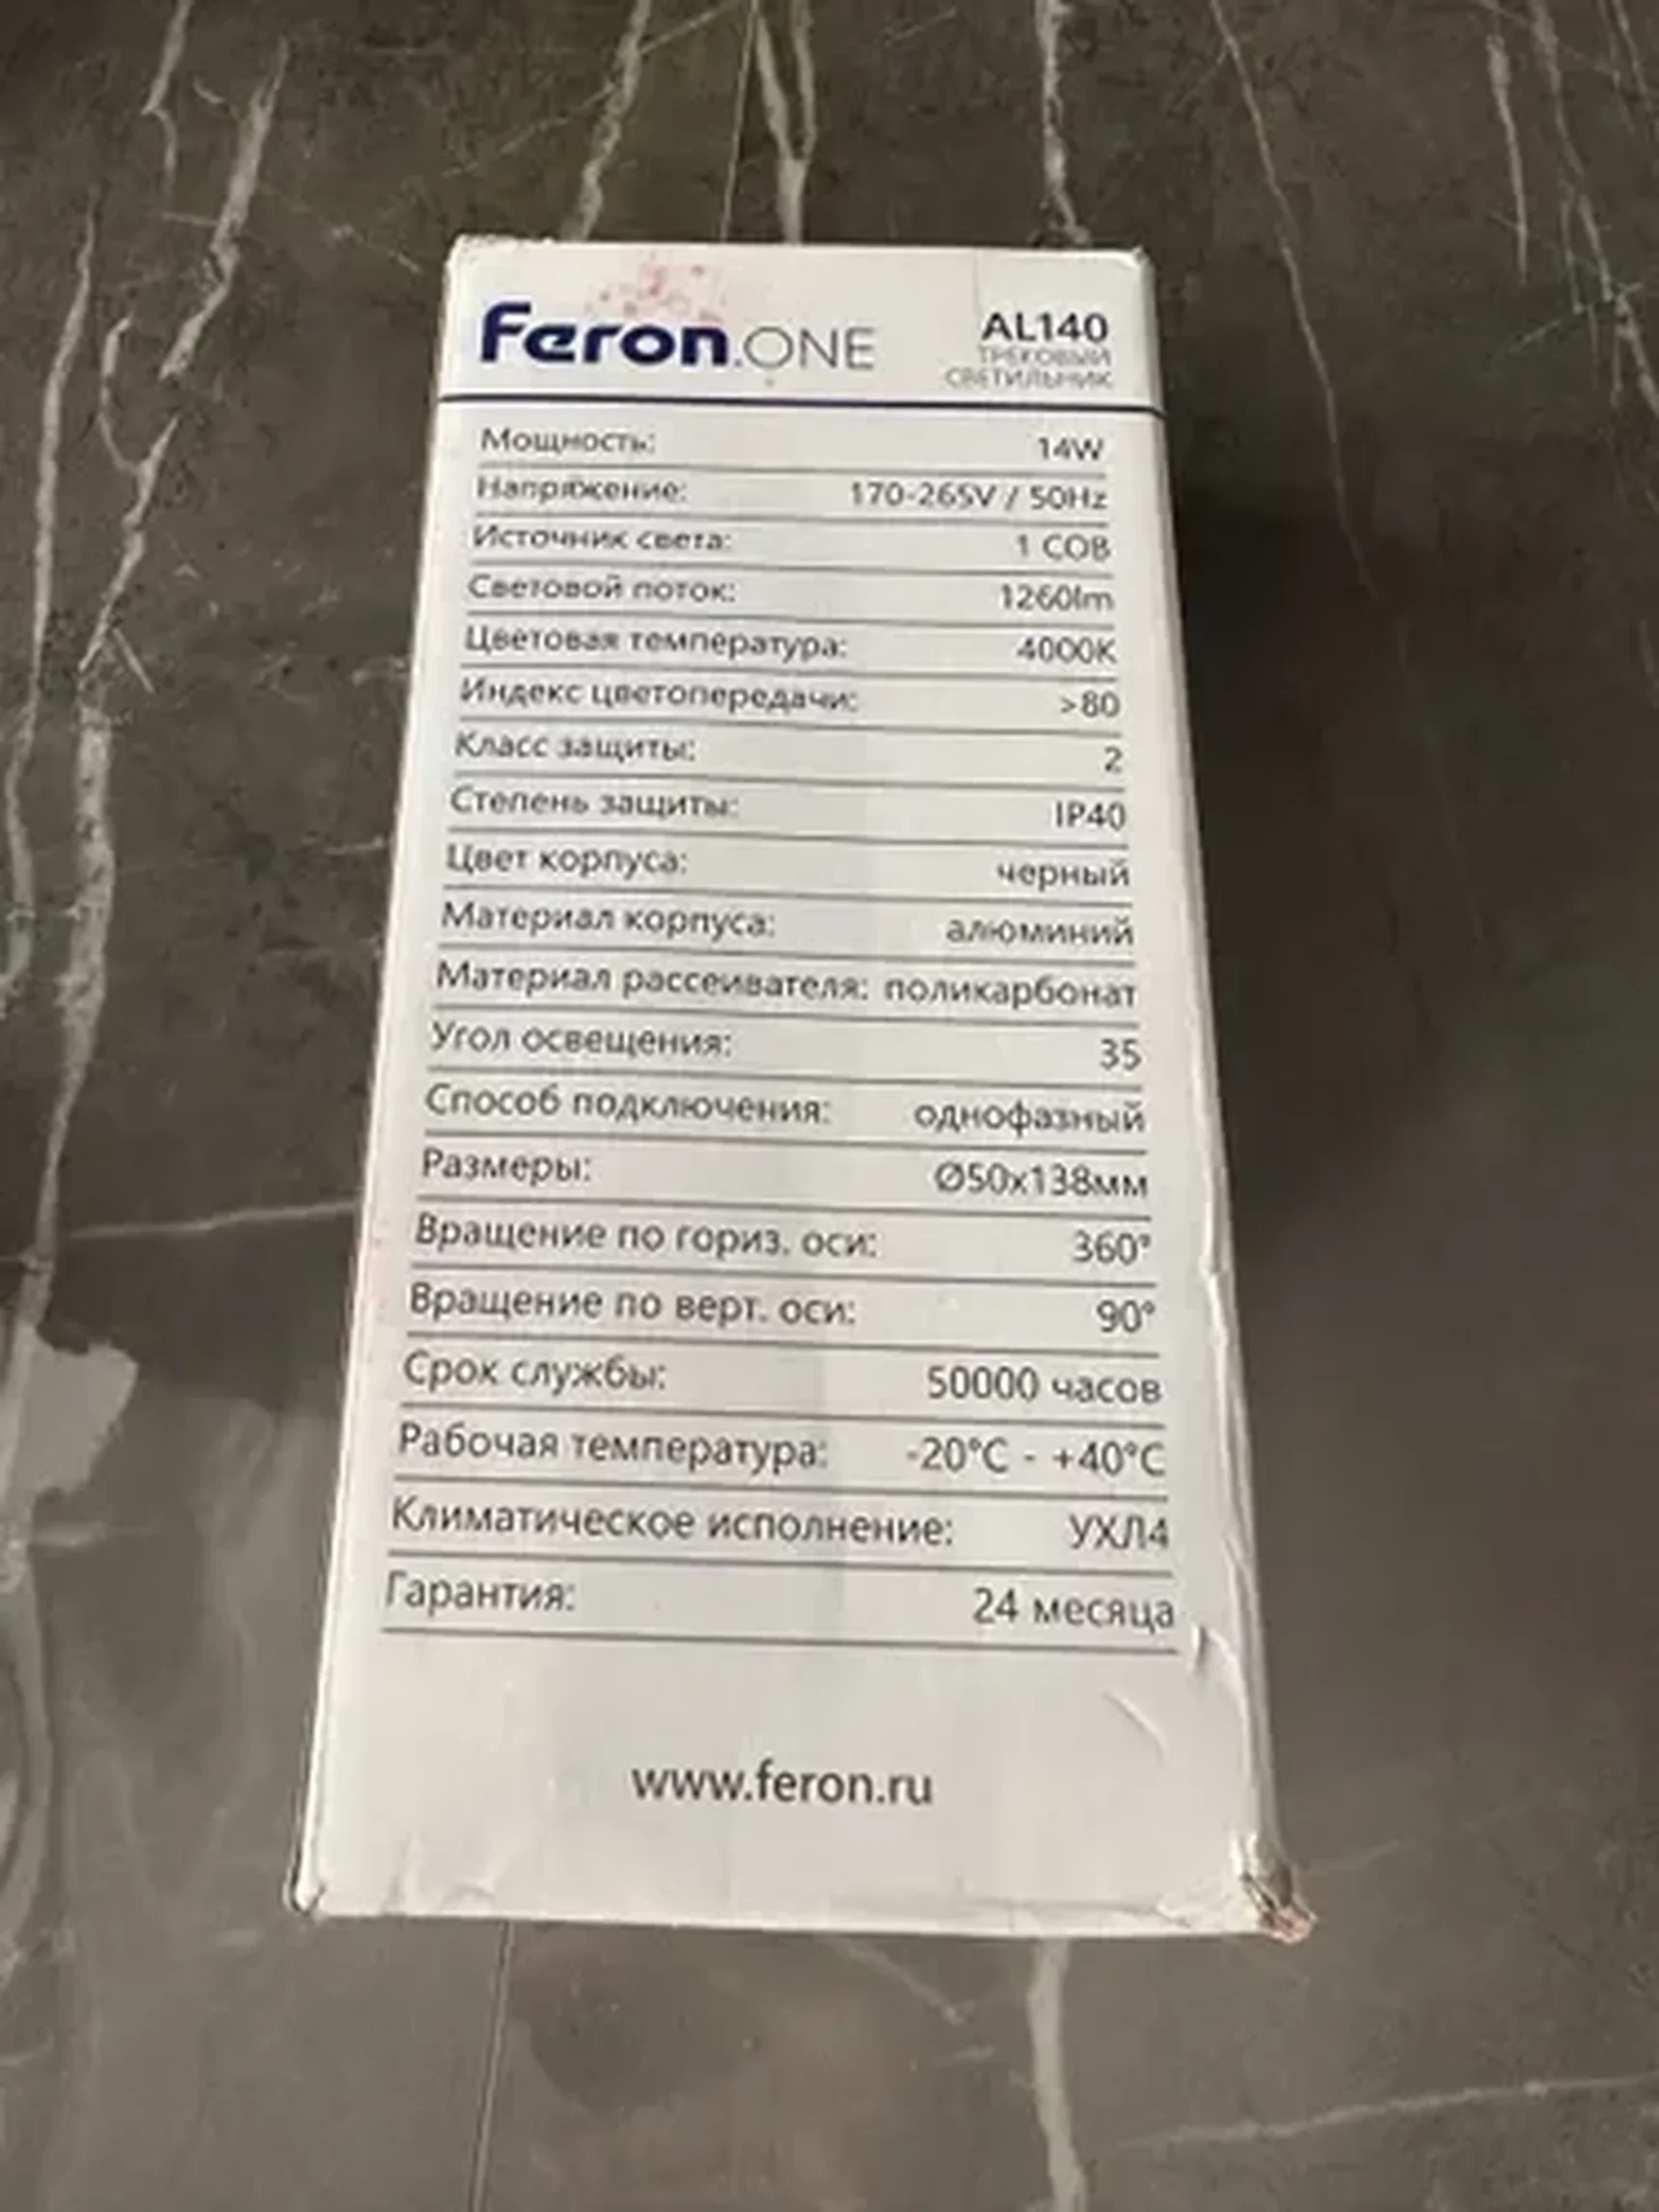 Feron.ONE
AL140
ТРЕКОВЫЙ
СВЕТИЛЬНИК
Мощность: 14W
Напряжение: 170-265V / 50Hz
Источник света: 1 COB
Световой поток: 1260lm
Цветовая температура: 4000K
Индекс цветопередачи: >80
Класс защиты: 2
Степень защиты: IP40
Цвет корпуса: черный
Материал корпуса: алюминий
Материал рассеивателя: поликарбонат
Угол освещения: 35
Способ подключения: однофазный
Размеры: Ø50x138мм
Вращение по гориз. оси: 360°
Вращение по верт. оси: 90°
Срок службы: 50000 часов
Рабочая температура: -20°C - +40°C
Климатическое исполнение: УХЛ4
Гарантия: 24 месяца
www.feron.ru